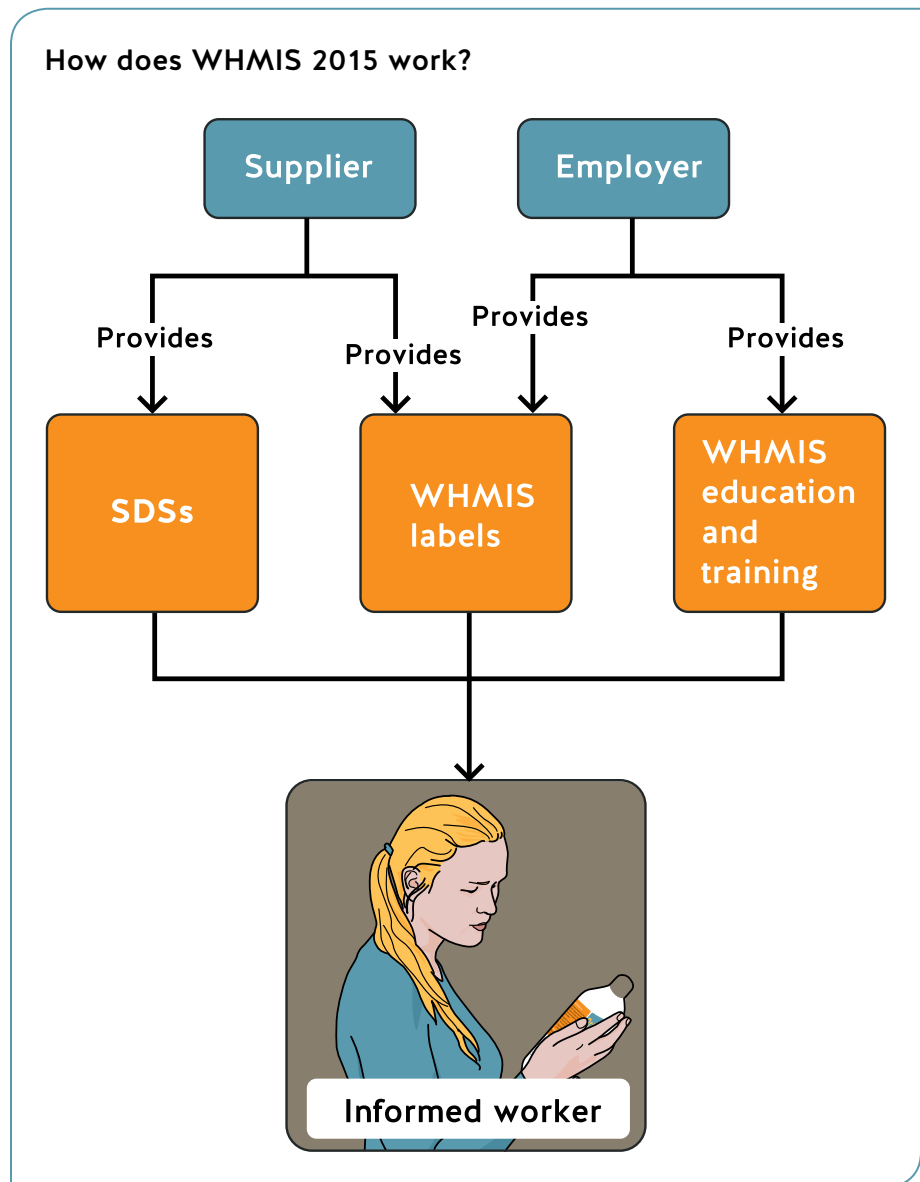 How does WHMIS 2015 work?
Supplier
Employer
Provides
Provides
Provides
Provides
SDSs
WHMIS
labels
WHMIS
education
and
training
Informed worker